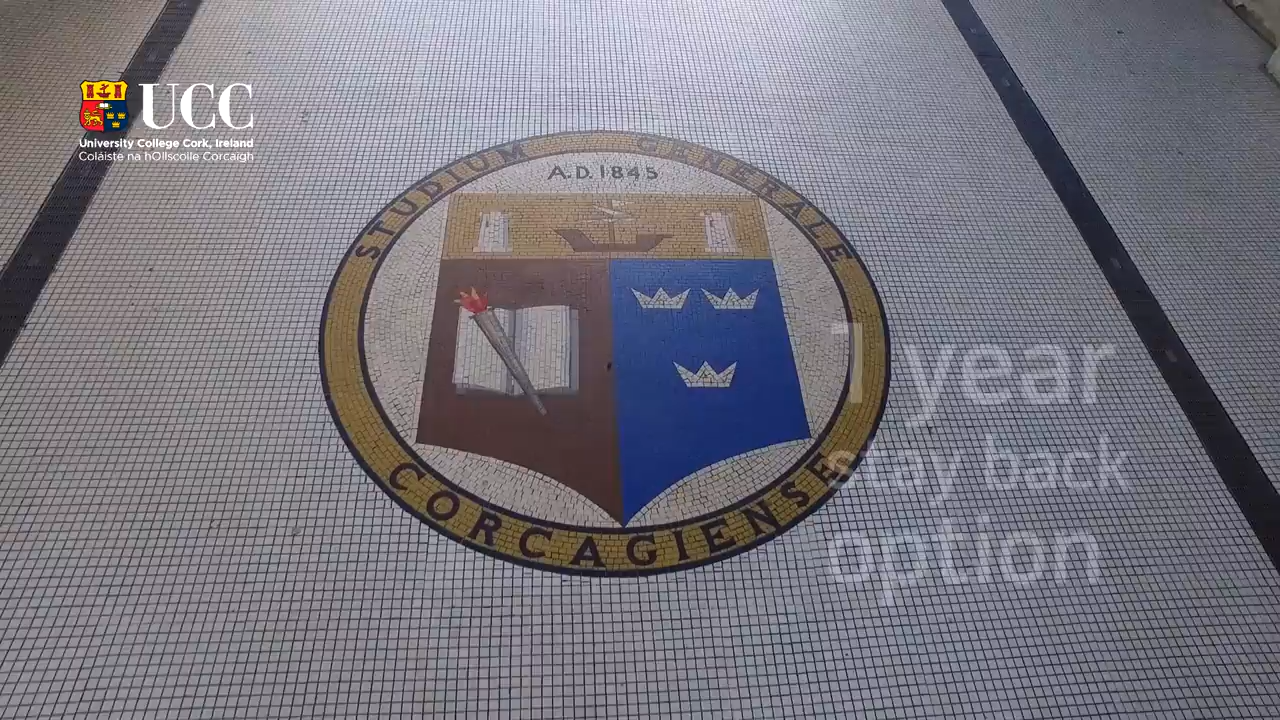 UCC
University College Cork, Ireland
Coláiste na hOllscoile Corcaigh
STUDIUM GENERALE
A.D. 1845
CORCAGIENSE
1 year
stay back
option